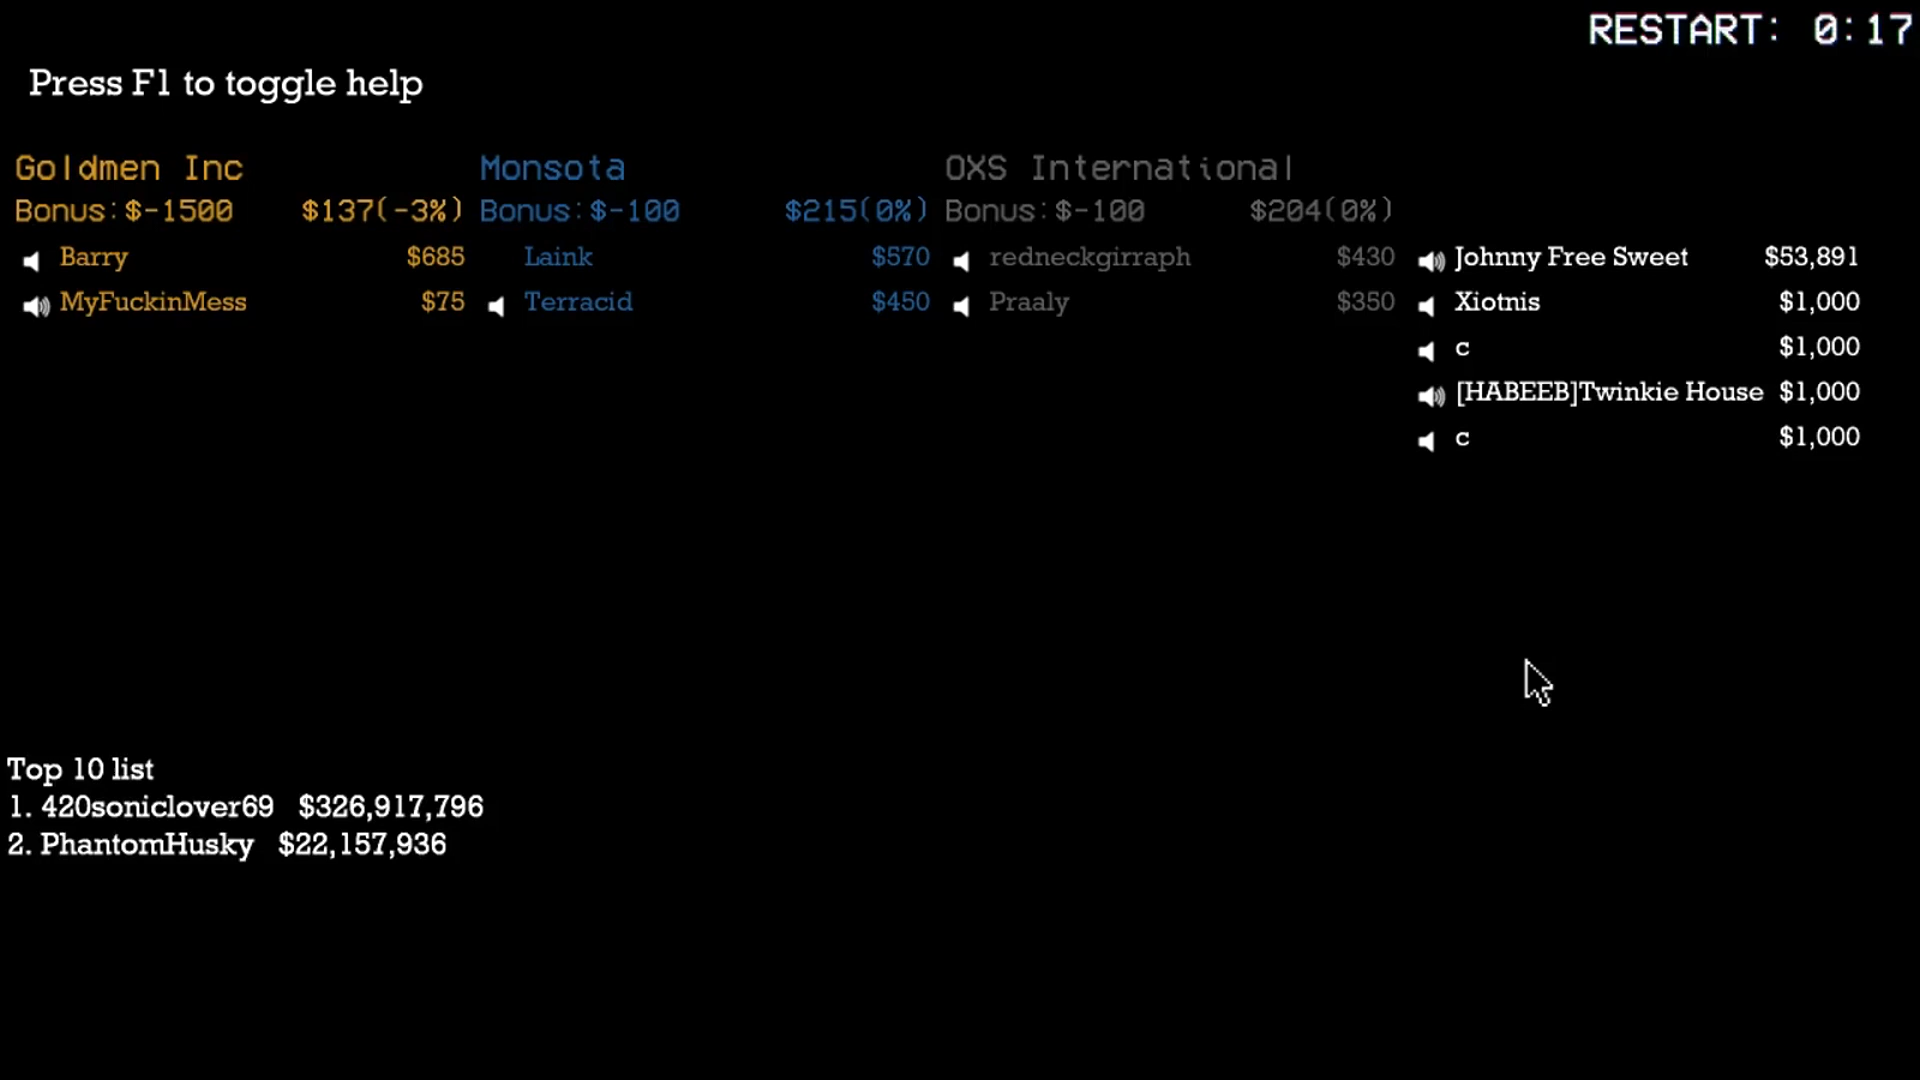 RESTART: 0:17
Press F1 to toggle help
Goldmen Inc
Bonus:$-1500 $137(-3%)
Barry $685
MyFuckinMess $75
Monsota
Bonus:$-100 $215(0%)
Laink $570
Terracid $450
OXS International
Bonus:$-100 $204(0%)
redneckgirraph $430
Praaly $350
Johnny Free Sweet $53,891
Xiotnis $1,000
c $1,000
[HABEEB]Twinkie House $1,000
c $1,000
Top 10 list
1. 420soniclover69 $326,917,796
2. PhantomHusky $22,157,936